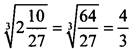 ∛(2 10/27) = ∛(64/27) = 4/3